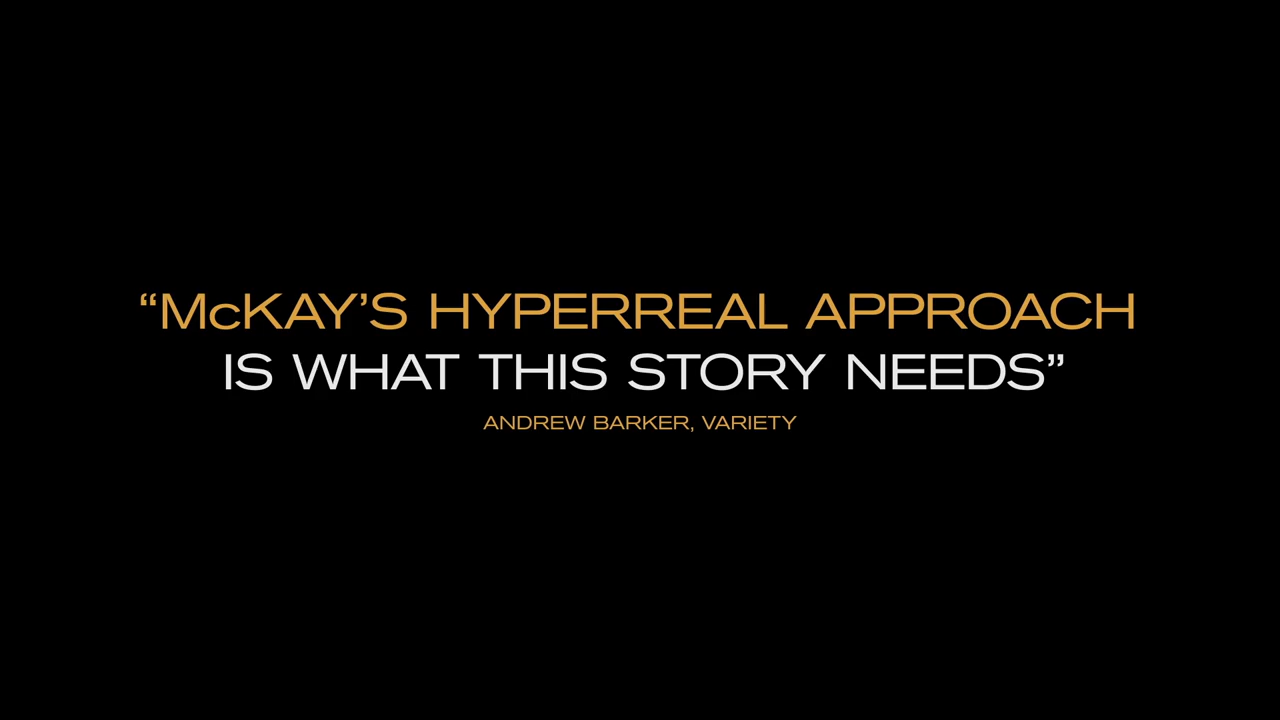 “McKAY’S HYPERREAL APPROACH
IS WHAT THIS STORY NEEDS”
ANDREW BARKER, VARIETY